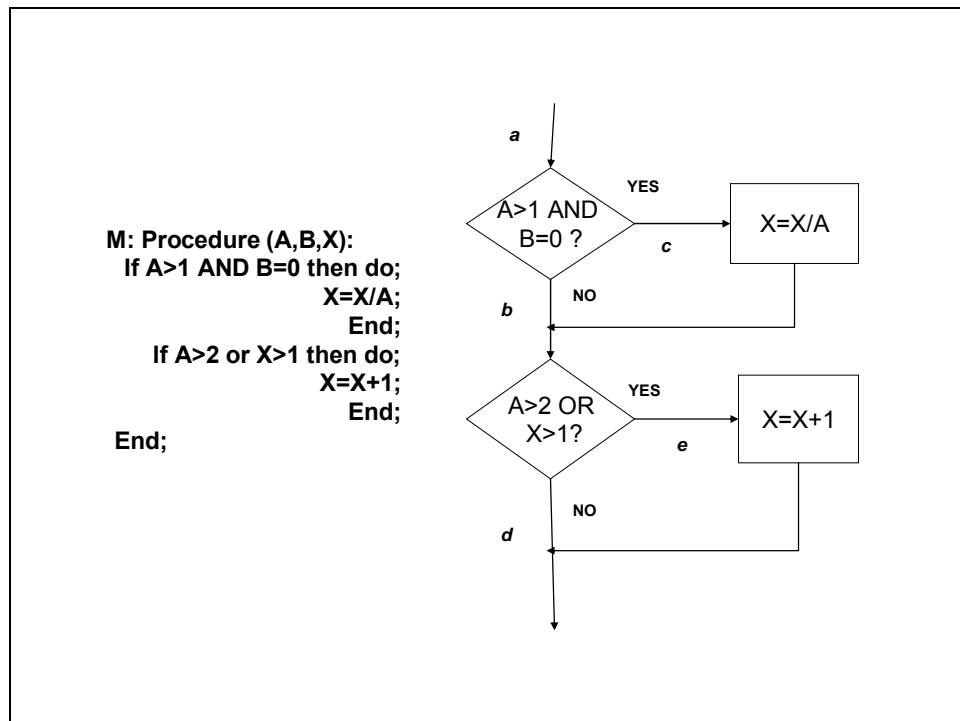 M: Procedure (A,B,X):
If A>1 AND B=0 then do;
X=X/A;
End;
If A>2 or X>1 then do;
X=X+1;
End;
End;
a
A>1 AND
B=0 ?
YES
c
X=X/A
NO
b
A>2 OR
X>1?
YES
e
X=X+1
NO
d